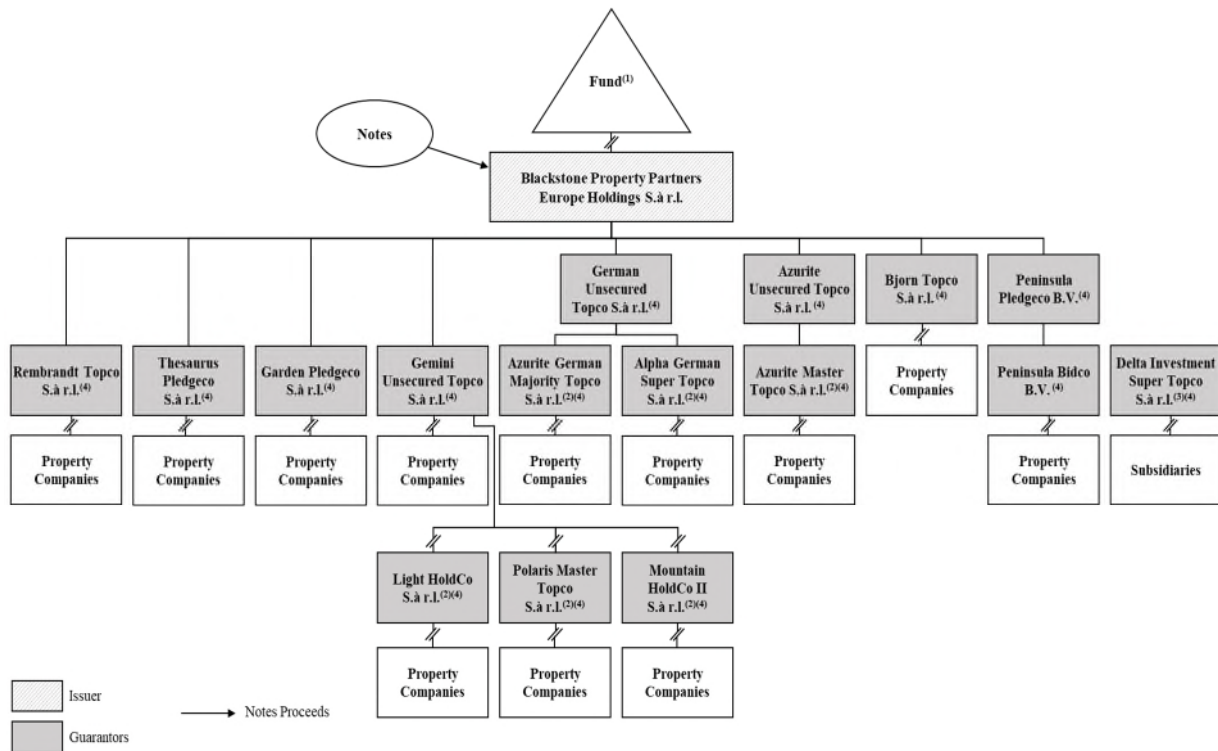 Fund(1)
Notes
Blackstone Property Partners
Europe Holdings S.à r.l.
German
Unsecured
Topco S.à r.l.(4)
Azurite
Unsecured Topco
S.à r.l.(4)
Bjorn Topco
S.à r.l.(4)
Peninsula
Pledgeco B.V.(4)
Rembrandt Topco
S.à r.l.(4)
Thesaurus
Pledgeco
S.à r.l.(4)
Garden Pledgeco
S.à r.l.(4)
Gemini
Unsecured Topco
S.à r.l.(4)
Azurite German
Majority Topco
S.à r.l.(2)(4)
Alpha German
Super Topco
S.à r.l.(2)(4)
Azurite Master
Topco S.à r.l.(2)(4)
Property
Companies
Peninsula Bidco
B.V.(4)
Delta Investment
Super Topco
S.à r.l.(3)(4)
Property
Companies
Property
Companies
Property
Companies
Property
Companies
Property
Companies
Property
Companies
Property
Companies
Property
Companies
Subsidiaries
Light HoldCo
S.à r.l.(2)(4)
Polaris Master
Topco
S.à r.l.(2)(4)
Mountain
HoldCo II
S.à r.l.(2)(4)
Property
Companies
Property
Companies
Property
Companies
Issuer
Notes Proceeds
Guarantors